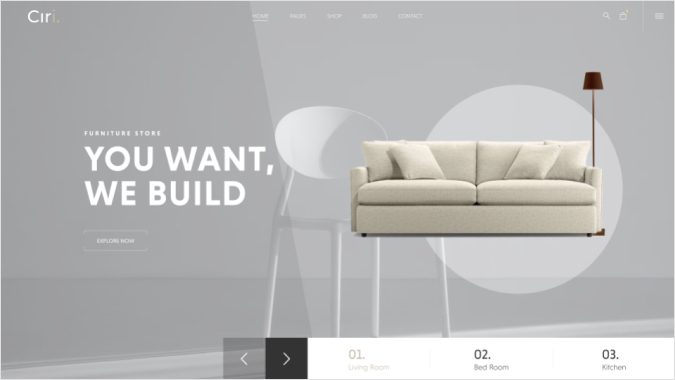 Ciri.
HOME PAGES SHOP BLOG CONTACT
FURNITURE STORE
YOU WANT,
WE BUILD
EXPLORE NOW
01.
Living Room
02.
Bed Room
03.
Kitchen